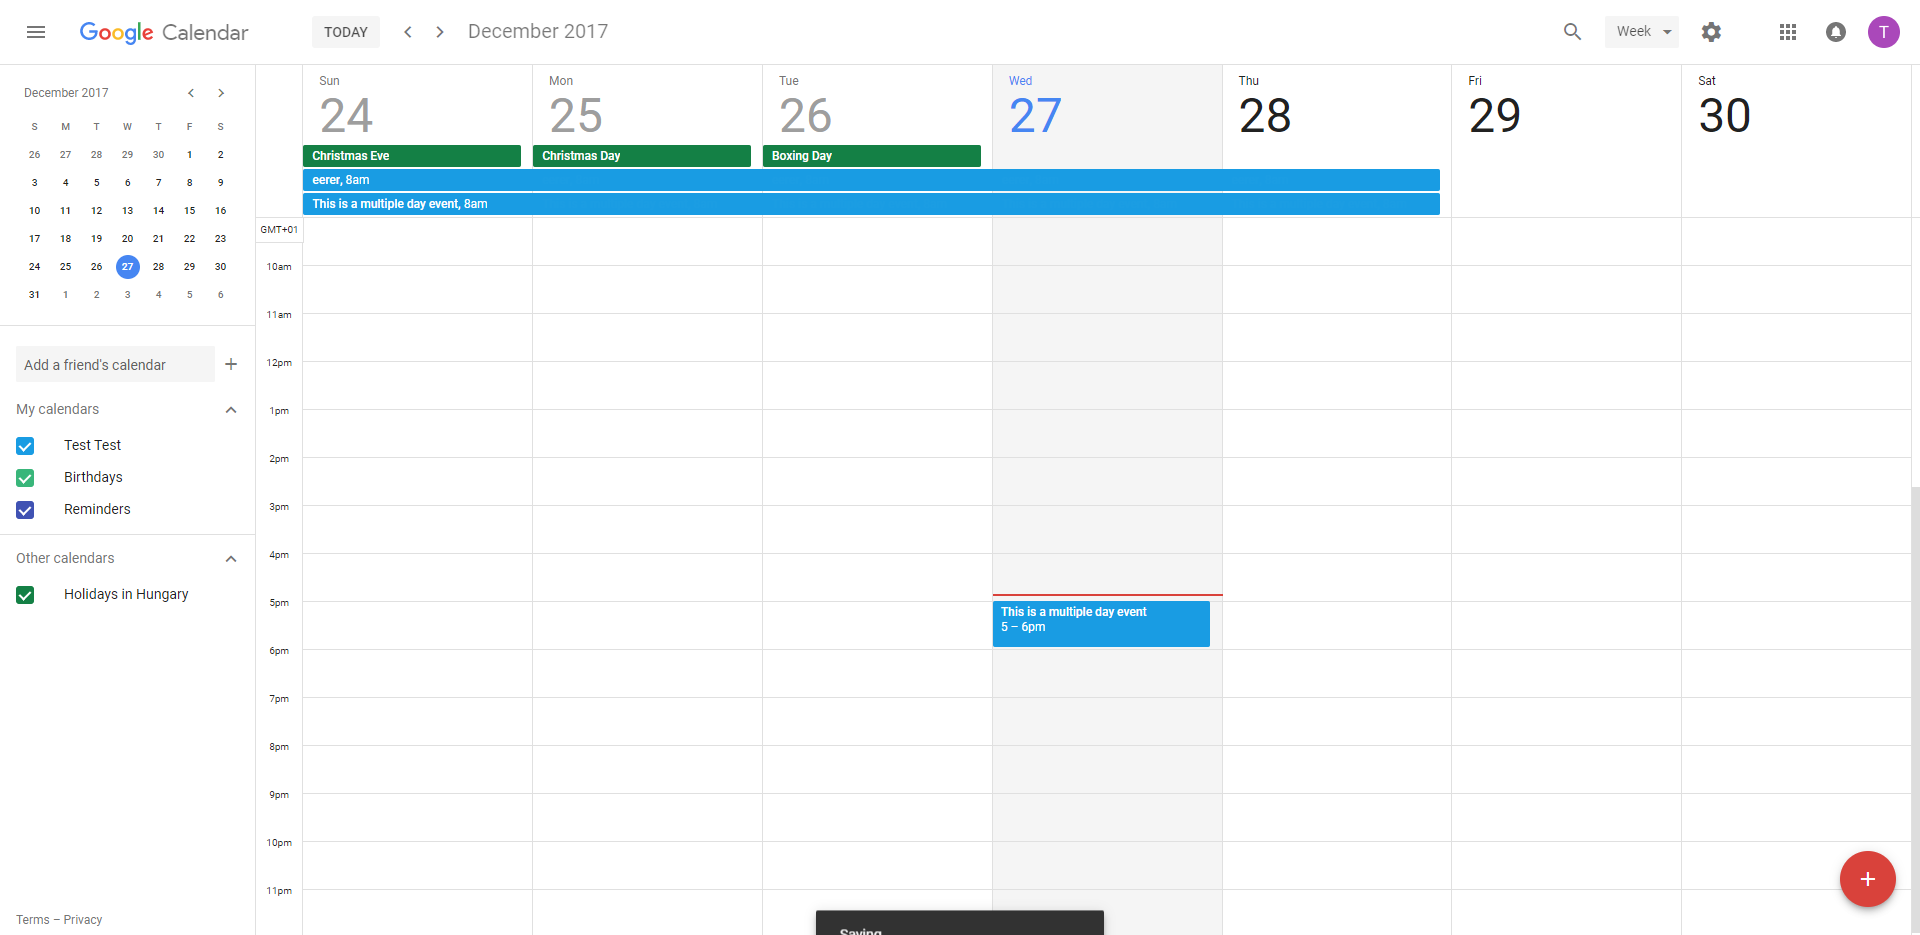 Google Calendar
TODAY
December 2017
Week
T
December 2017
S M T W T F S
26 27 28 29 30 1 2
3 4 5 6 7 8 9
10 11 12 13 14 15 16
17 18 19 20 21 22 23
24 25 26 27 28 29 30
31 1 2 3 4 5 6
Add a friend's calendar
My calendars
Test Test
Birthdays
Reminders
Other calendars
Holidays in Hungary
Terms – Privacy
Sun Mon Tue Wed Thu Fri Sat
24 25 26 27 28 29 30
Christmas Eve Christmas Day Boxing Day
eerer, 8am
This is a multiple day event, 8am
GMT+01
10am
11am
12pm
1pm
2pm
3pm
4pm
5pm
This is a multiple day event
5 – 6pm
6pm
7pm
8pm
9pm
10pm
11pm
Saving